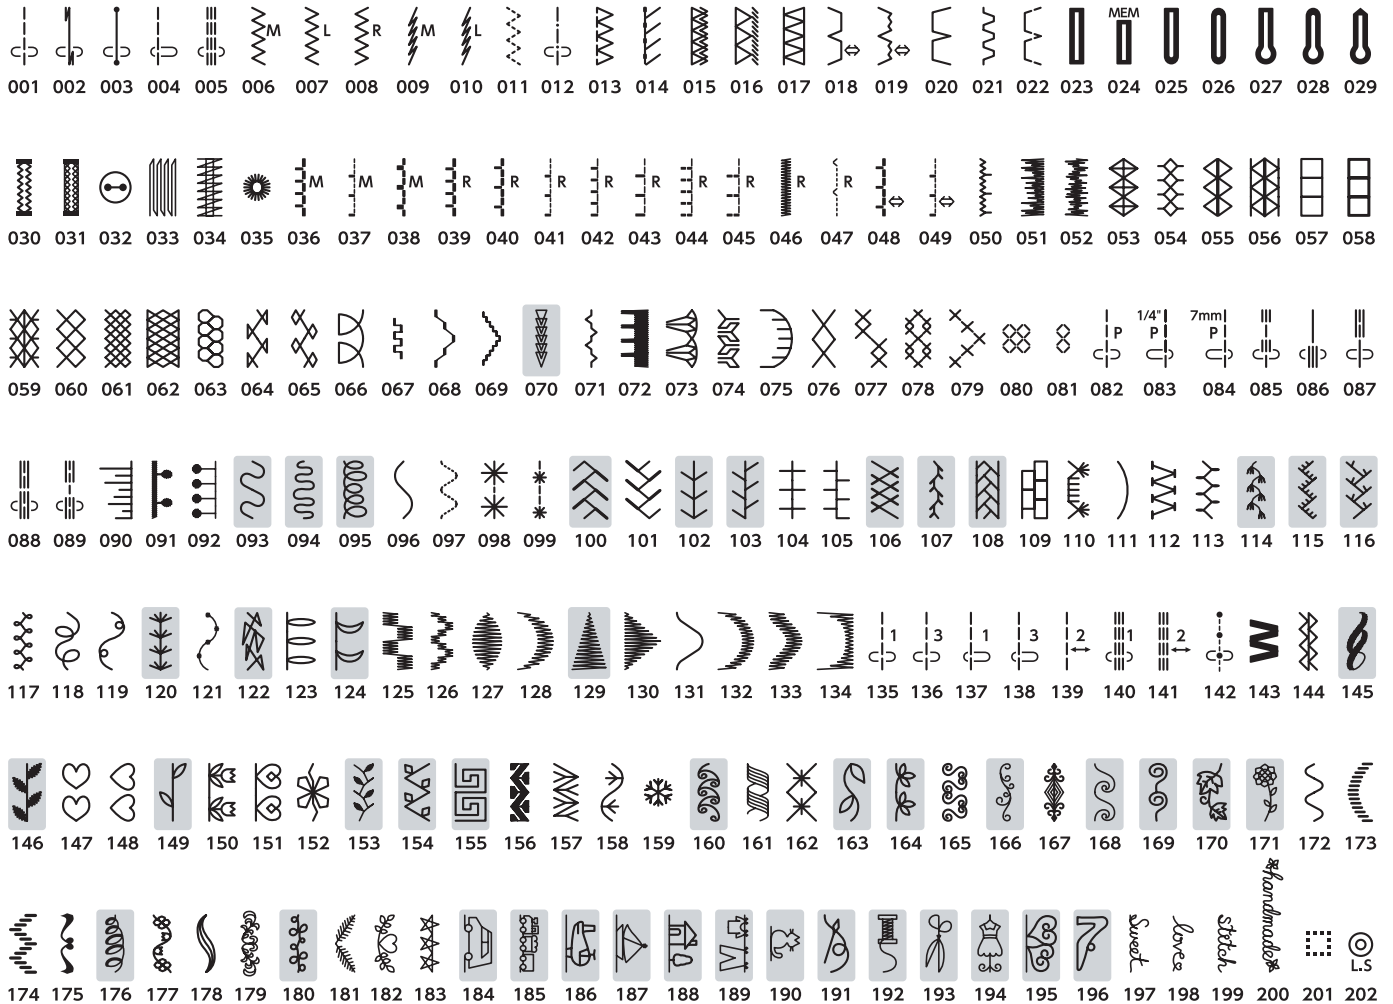 M L R M L MEM
001 002 003 004 005 006 007 008 009 010 011 012 013 014 015 016 017 018 019 020 021 022 023 024 025 026 027 028 029
M M M R R R R R R R R R
030 031 032 033 034 035 036 037 038 039 040 041 042 043 044 045 046 047 048 049 050 051 052 053 054 055 056 057 058
P 1/4" P 7mm P
059 060 061 062 063 064 065 066 067 068 069 070 071 072 073 074 075 076 077 078 079 080 081 082 083 084 085 086 087
088 089 090 091 092 093 094 095 096 097 098 099 100 101 102 103 104 105 106 107 108 109 110 111 112 113 114 115 116
1 3 1 3 2 1 2
117 118 119 120 121 122 123 124 125 126 127 128 129 130 131 132 133 134 135 136 137 138 139 140 141 142 143 144 145
146 147 148 149 150 151 152 153 154 155 156 157 158 159 160 161 162 163 164 165 166 167 168 169 170 171 172 173
Sweet love stitch *handmade* L.S
174 175 176 177 178 179 180 181 182 183 184 185 186 187 188 189 190 191 192 193 194 195 196 197 198 199 200 201 202